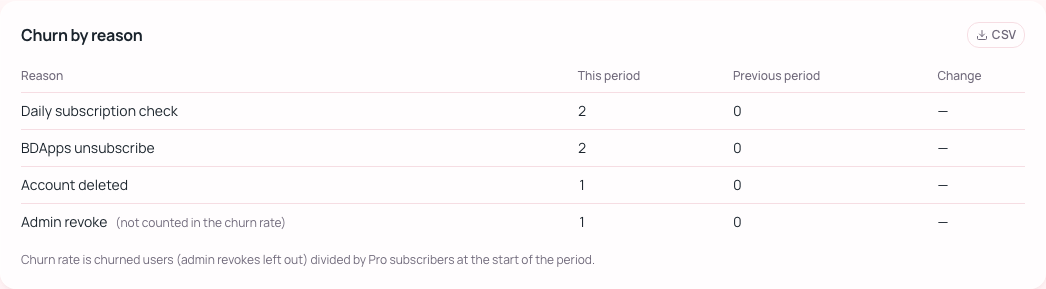 Churn by reason
CSV
Reason This period Previous period Change
Daily subscription check 2 0 —
BDApps unsubscribe 2 0 —
Account deleted 1 0 —
Admin revoke (not counted in the churn rate) 1 0 —
Churn rate is churned users (admin revokes left out) divided by Pro subscribers at the start of the period.